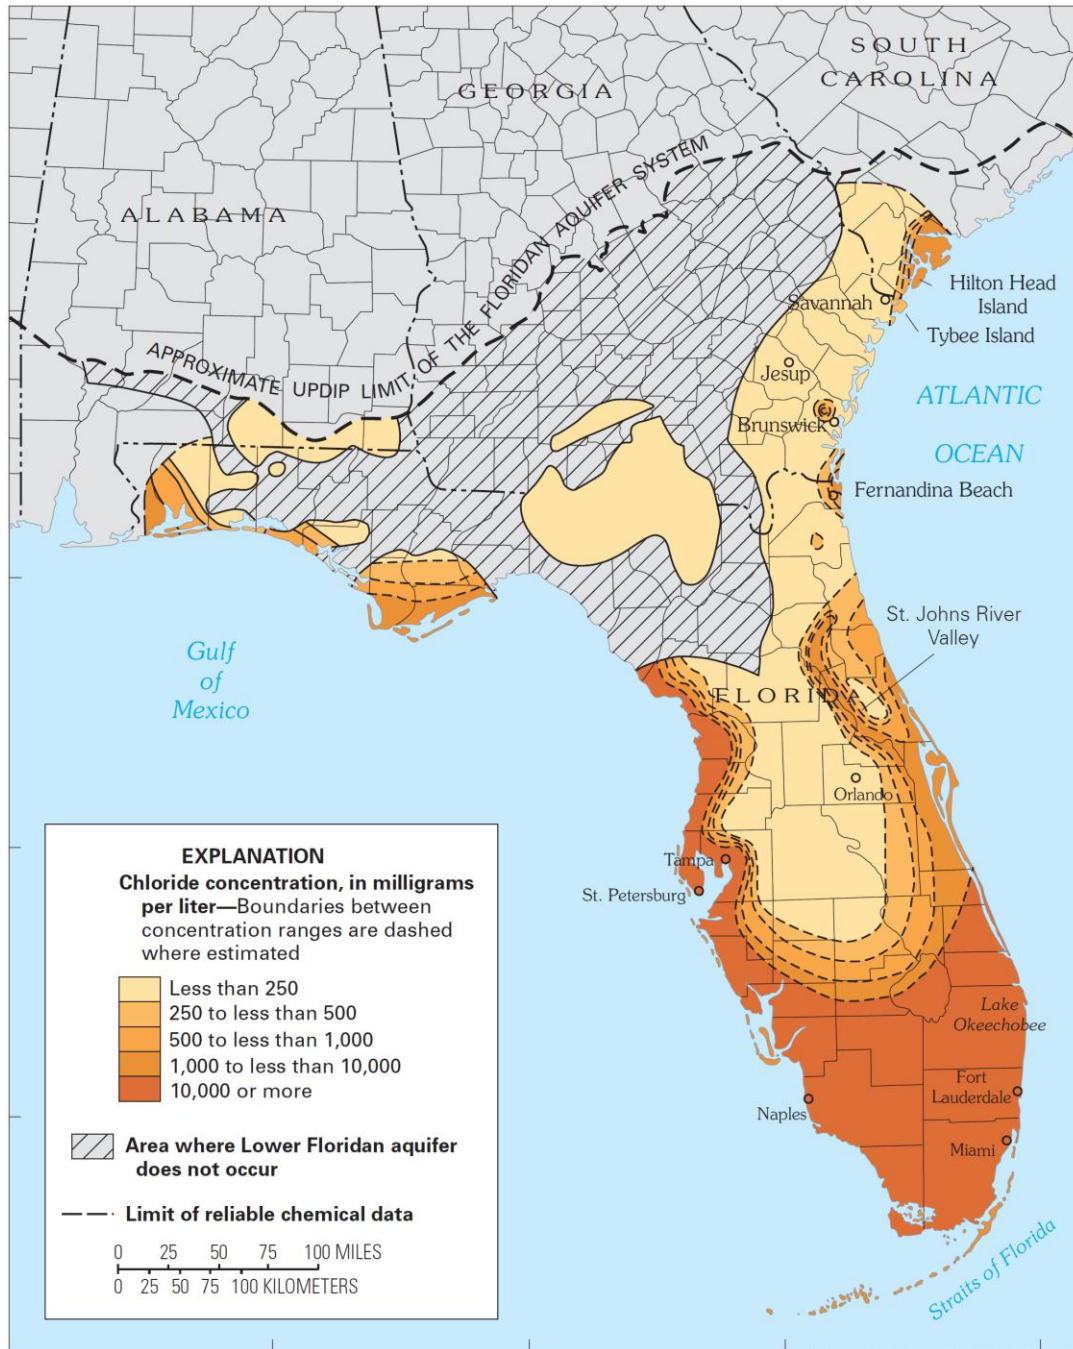 SOUTH
CAROLINA
GEORGIA
ALABAMA
APPROXIMATE UPDIP LIMIT OF THE FLORIDAN AQUIFER SYSTEM
Hilton Head
Island
Savannah
Tybee Island
Jesup
ATLANTIC
OCEAN
Brunswick
Fernandina Beach
St. Johns River
Valley
Gulf
of
Mexico
FLORIDA
Orlando
Tampa
St. Petersburg
Lake
Okeechobee
Fort
Lauderdale
Naples
Miami
Straits of Florida
EXPLANATION
Chloride concentration, in milligrams
per liter—Boundaries between
concentration ranges are dashed
where estimated
Less than 250
250 to less than 500
500 to less than 1,000
1,000 to less than 10,000
10,000 or more
Area where Lower Floridan aquifer
does not occur
Limit of reliable chemical data
0 25 50 75 100 MILES
0 25 50 75 100 KILOMETERS